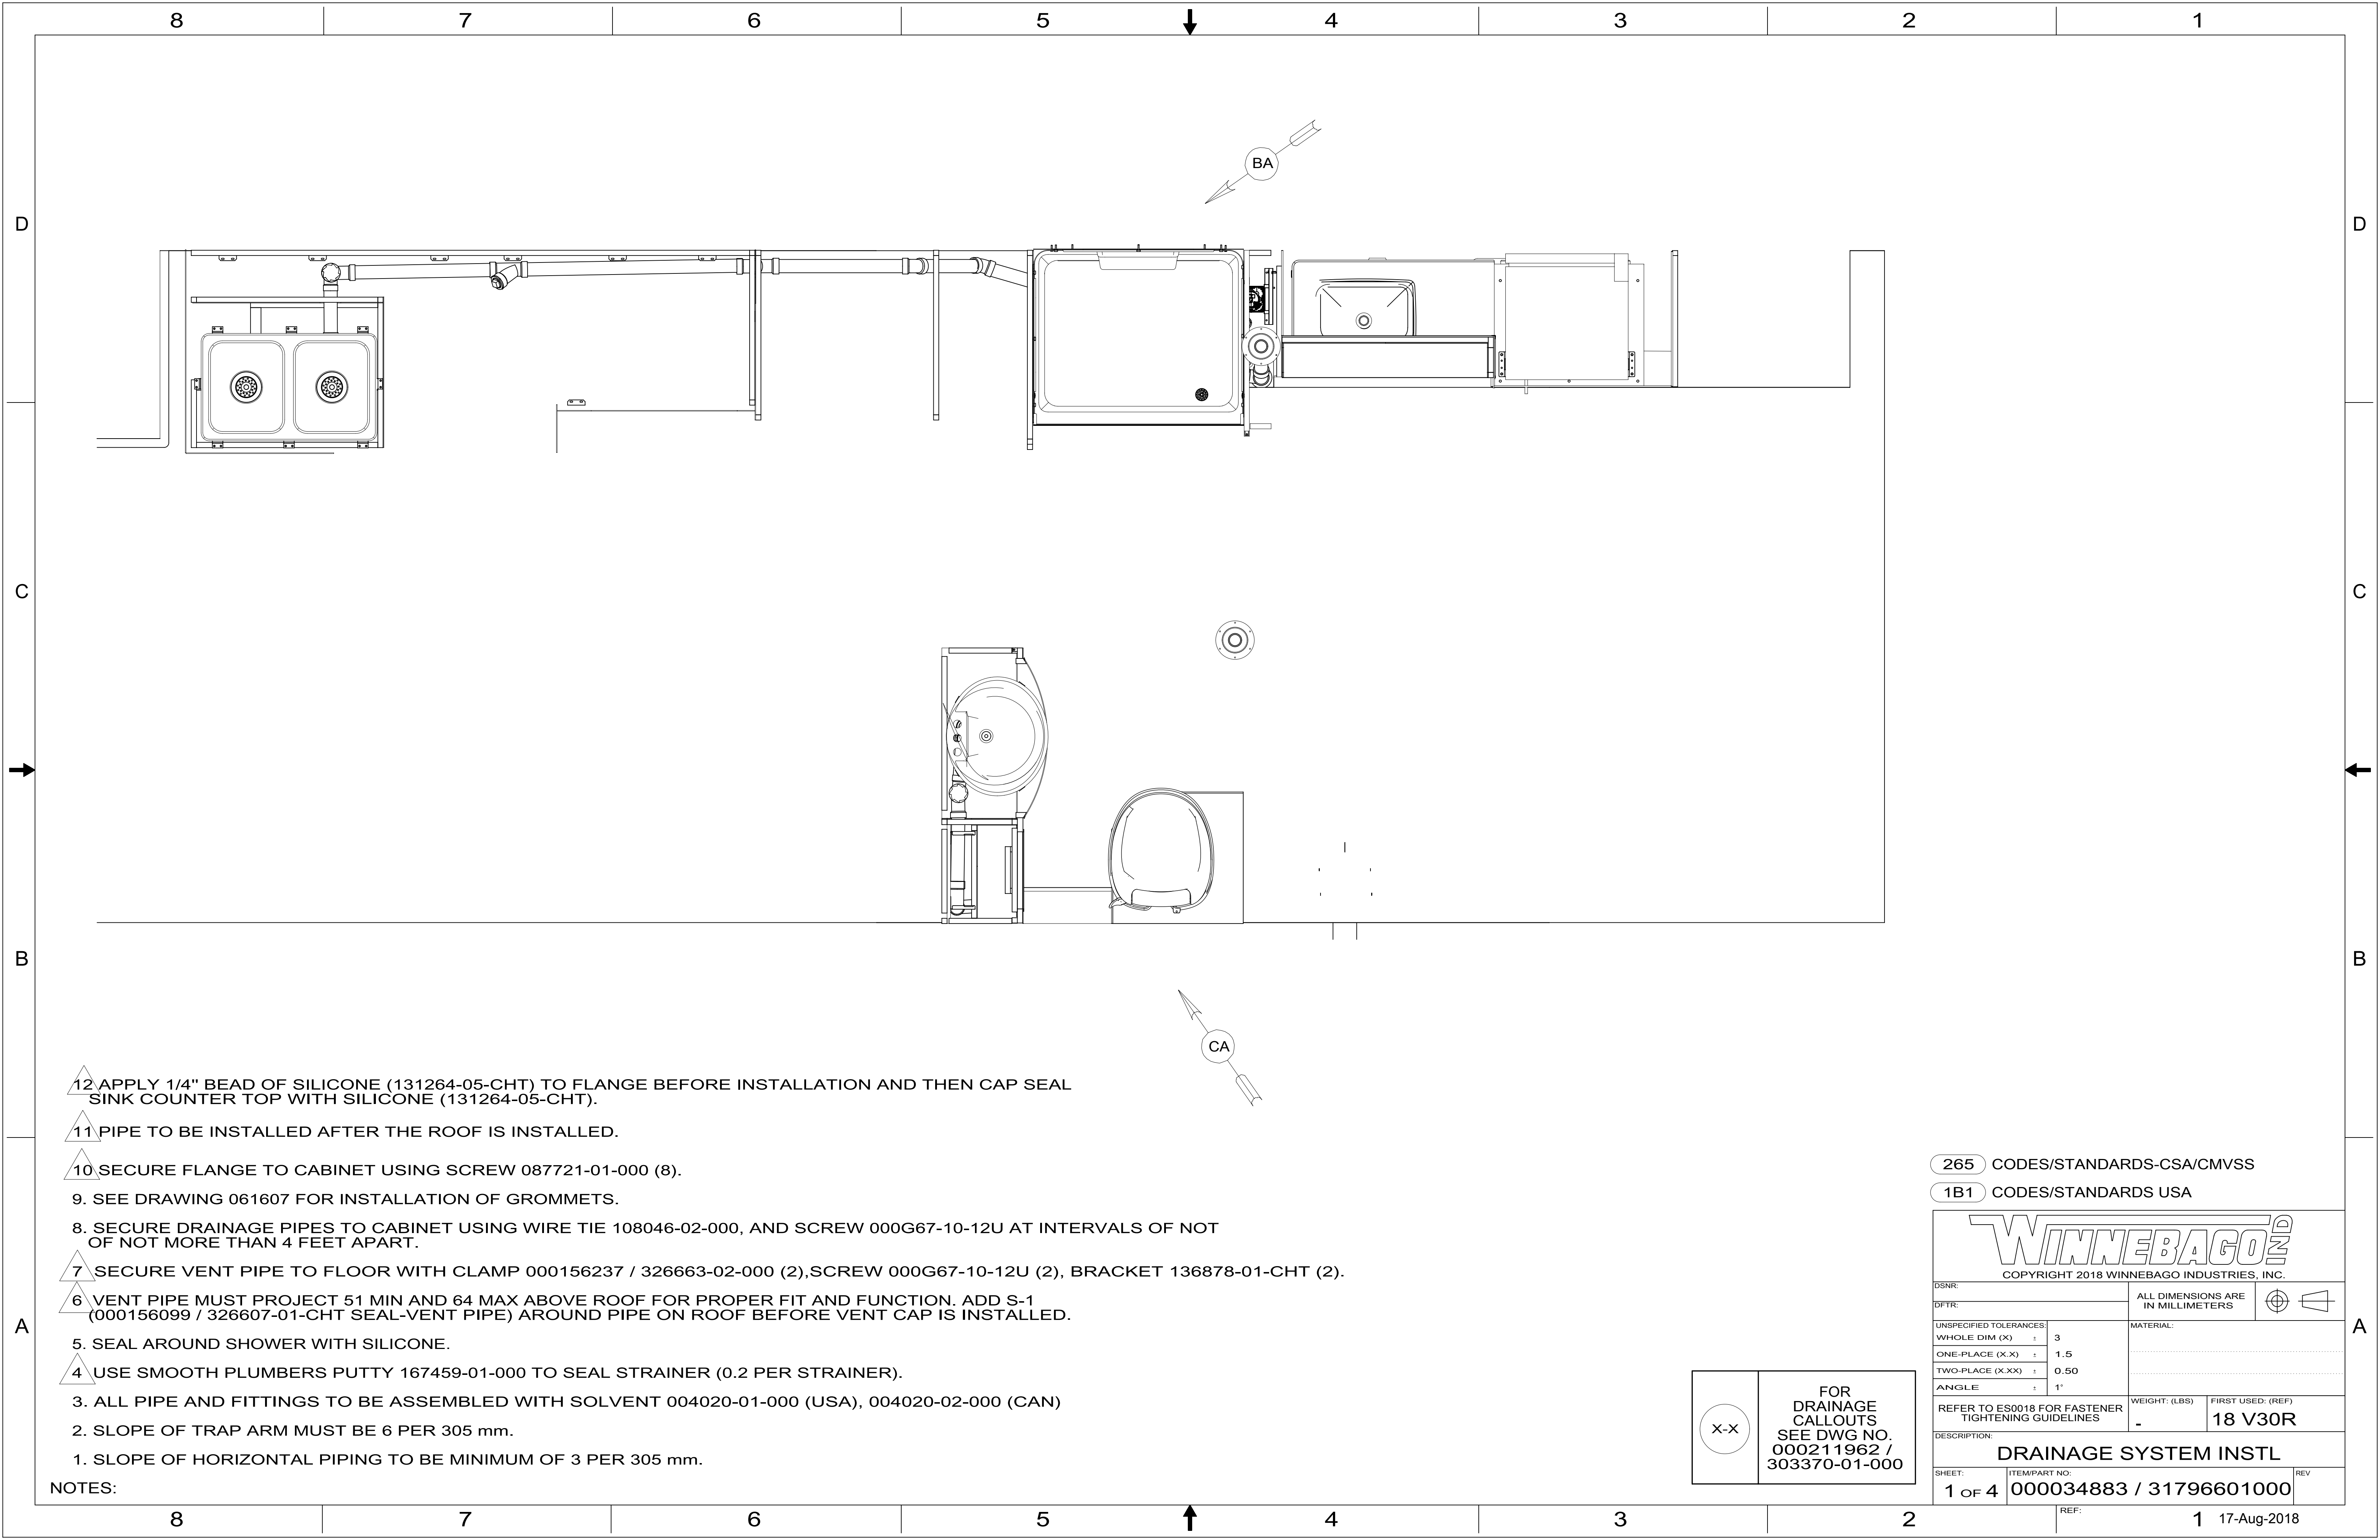 8 7 6 5 4 3 2 1
D
D
BA
C
C
CA
B
B
12 APPLY 1/4" BEAD OF SILICONE (131264-05-CHT) TO FLANGE BEFORE INSTALLATION AND THEN CAP SEAL
SINK COUNTER TOP WITH SILICONE (131264-05-CHT).
11 PIPE TO BE INSTALLED AFTER THE ROOF IS INSTALLED.
10 SECURE FLANGE TO CABINET USING SCREW 087721-01-000 (8).
9. SEE DRAWING 061607 FOR INSTALLATION OF GROMMETS.
8. SECURE DRAINAGE PIPES TO CABINET USING WIRE TIE 108046-02-000, AND SCREW 000G67-10-12U AT INTERVALS OF NOT
OF NOT MORE THAN 4 FEET APART.
7 SECURE VENT PIPE TO FLOOR WITH CLAMP 000156237 / 326663-02-000 (2),SCREW 000G67-10-12U (2), BRACKET 136878-01-CHT (2).
6 VENT PIPE MUST PROJECT 51 MIN AND 64 MAX ABOVE ROOF FOR PROPER FIT AND FUNCTION. ADD S-1
(000156099 / 326607-01-CHT SEAL-VENT PIPE) AROUND PIPE ON ROOF BEFORE VENT CAP IS INSTALLED.
5. SEAL AROUND SHOWER WITH SILICONE.
4 USE SMOOTH PLUMBERS PUTTY 167459-01-000 TO SEAL STRAINER (0.2 PER STRAINER).
3. ALL PIPE AND FITTINGS TO BE ASSEMBLED WITH SOLVENT 004020-01-000 (USA), 004020-02-000 (CAN)
2. SLOPE OF TRAP ARM MUST BE 6 PER 305 mm.
1. SLOPE OF HORIZONTAL PIPING TO BE MINIMUM OF 3 PER 305 mm.
NOTES:
A
A
X-X
FOR
DRAINAGE
CALLOUTS
SEE DWG NO.
000211962 /
303370-01-000
265 CODES/STANDARDS-CSA/CMVSS
1B1 CODES/STANDARDS USA
WINNEBAGO IND
COPYRIGHT 2018 WINNEBAGO INDUSTRIES, INC.
DSNR:
DFTR:
ALL DIMENSIONS ARE
IN MILLIMETERS
UNSPECIFIED TOLERANCES:
WHOLE DIM (X) ± 3
ONE-PLACE (X.X) ± 1.5
TWO-PLACE (X.XX) ± 0.50
ANGLE ± 1°
MATERIAL:
REFER TO ES0018 FOR FASTENER
TIGHTENING GUIDELINES
WEIGHT: (LBS)
-
FIRST USED: (REF)
18 V30R
DESCRIPTION:
DRAINAGE SYSTEM INSTL
SHEET:
1 OF 4
ITEM/PART NO:
000034883 / 31796601000
REV
REF:
8 7 6 5 4 3 2 1
17-Aug-2018